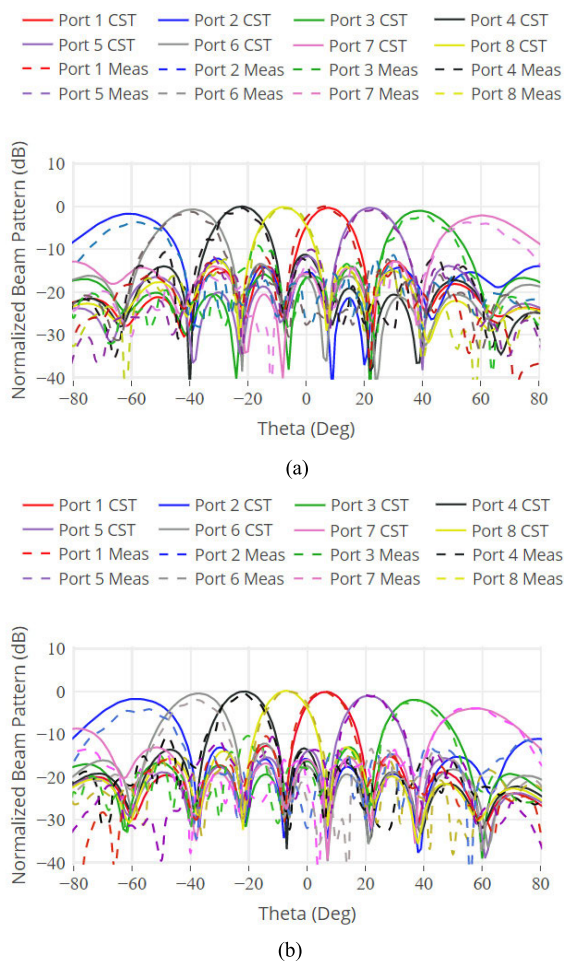 Port 1 CST Port 2 CST Port 3 CST Port 4 CST
Port 5 CST Port 6 CST Port 7 CST Port 8 CST
Port 1 Meas Port 2 Meas Port 3 Meas Port 4 Meas
Port 5 Meas Port 6 Meas Port 7 Meas Port 8 Meas
Normalized Beam Pattern (dB)
10
0
−10
−20
−30
−40
−80 −60 −40 −20 0 20 40 60 80
Theta (Deg)
(a)
Port 1 CST Port 2 CST Port 3 CST Port 4 CST
Port 5 CST Port 6 CST Port 7 CST Port 8 CST
Port 1 Meas Port 2 Meas Port 3 Meas Port 4 Meas
Port 5 Meas Port 6 Meas Port 7 Meas Port 8 Meas
Normalized Beam Pattern (dB)
10
0
−10
−20
−30
−40
−80 −60 −40 −20 0 20 40 60 80
Theta (Deg)
(b)